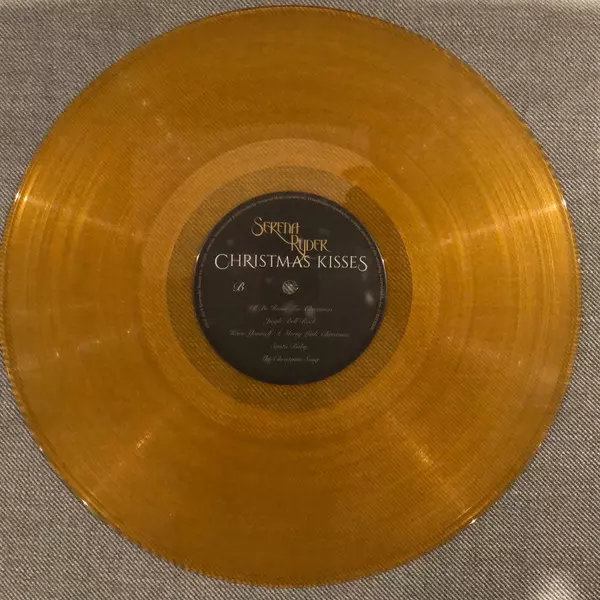 SERENA
RYDER
CHRISTMAS KISSES
B
I'll Be Home For Christmas
Jingle Bell Rock
Have Yourself A Merry Little Christmas
Santa Baby
The Christmas Song